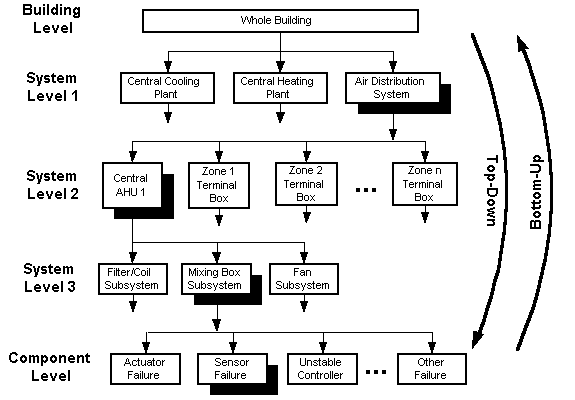 Building
Level
Whole Building
System
Level 1
Central Cooling
Plant
Central Heating
Plant
Air Distribution
System
System
Level 2
Central
AHU 1
Zone 1
Terminal
Box
Zone 2
Terminal
Box
...
Zone n
Terminal
Box
System
Level 3
Filter/Coil
Subsystem
Mixing Box
Subsystem
Fan
Subsystem
Component
Level
Actuator
Failure
Sensor
Failure
Unstable
Controller
...
Other
Failure
Top-Down
Bottom-Up